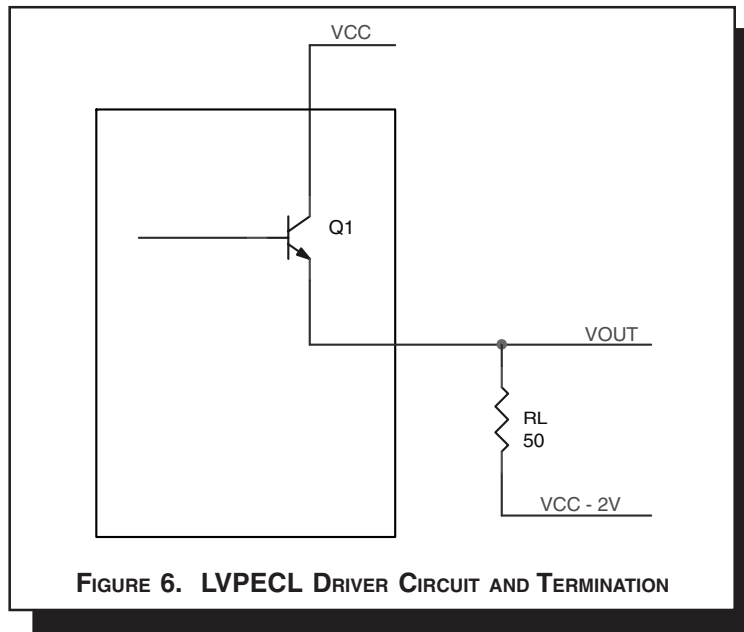 VCC
Q1
VOUT
RL
50
VCC - 2V
FIGURE 6. LVPECL DRIVER CIRCUIT AND TERMINATION